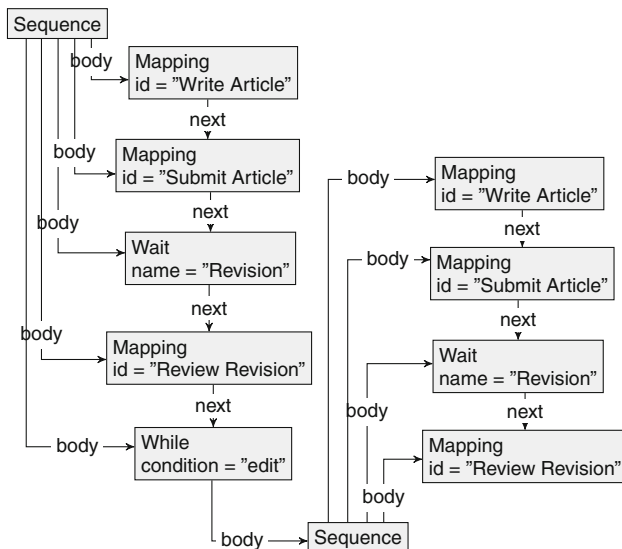 Sequence
body
Mapping
id = ”Write Article”
next
body
Mapping
id = ”Submit Article”
next
body
Wait
name = ”Revision”
next
body
Mapping
id = ”Review Revision”
next
body
While
condition = ”edit”
body
Sequence
body
Mapping
id = ”Write Article”
next
body
Mapping
id = ”Submit Article”
next
body
Wait
name = ”Revision”
next
body
Mapping
id = ”Review Revision”